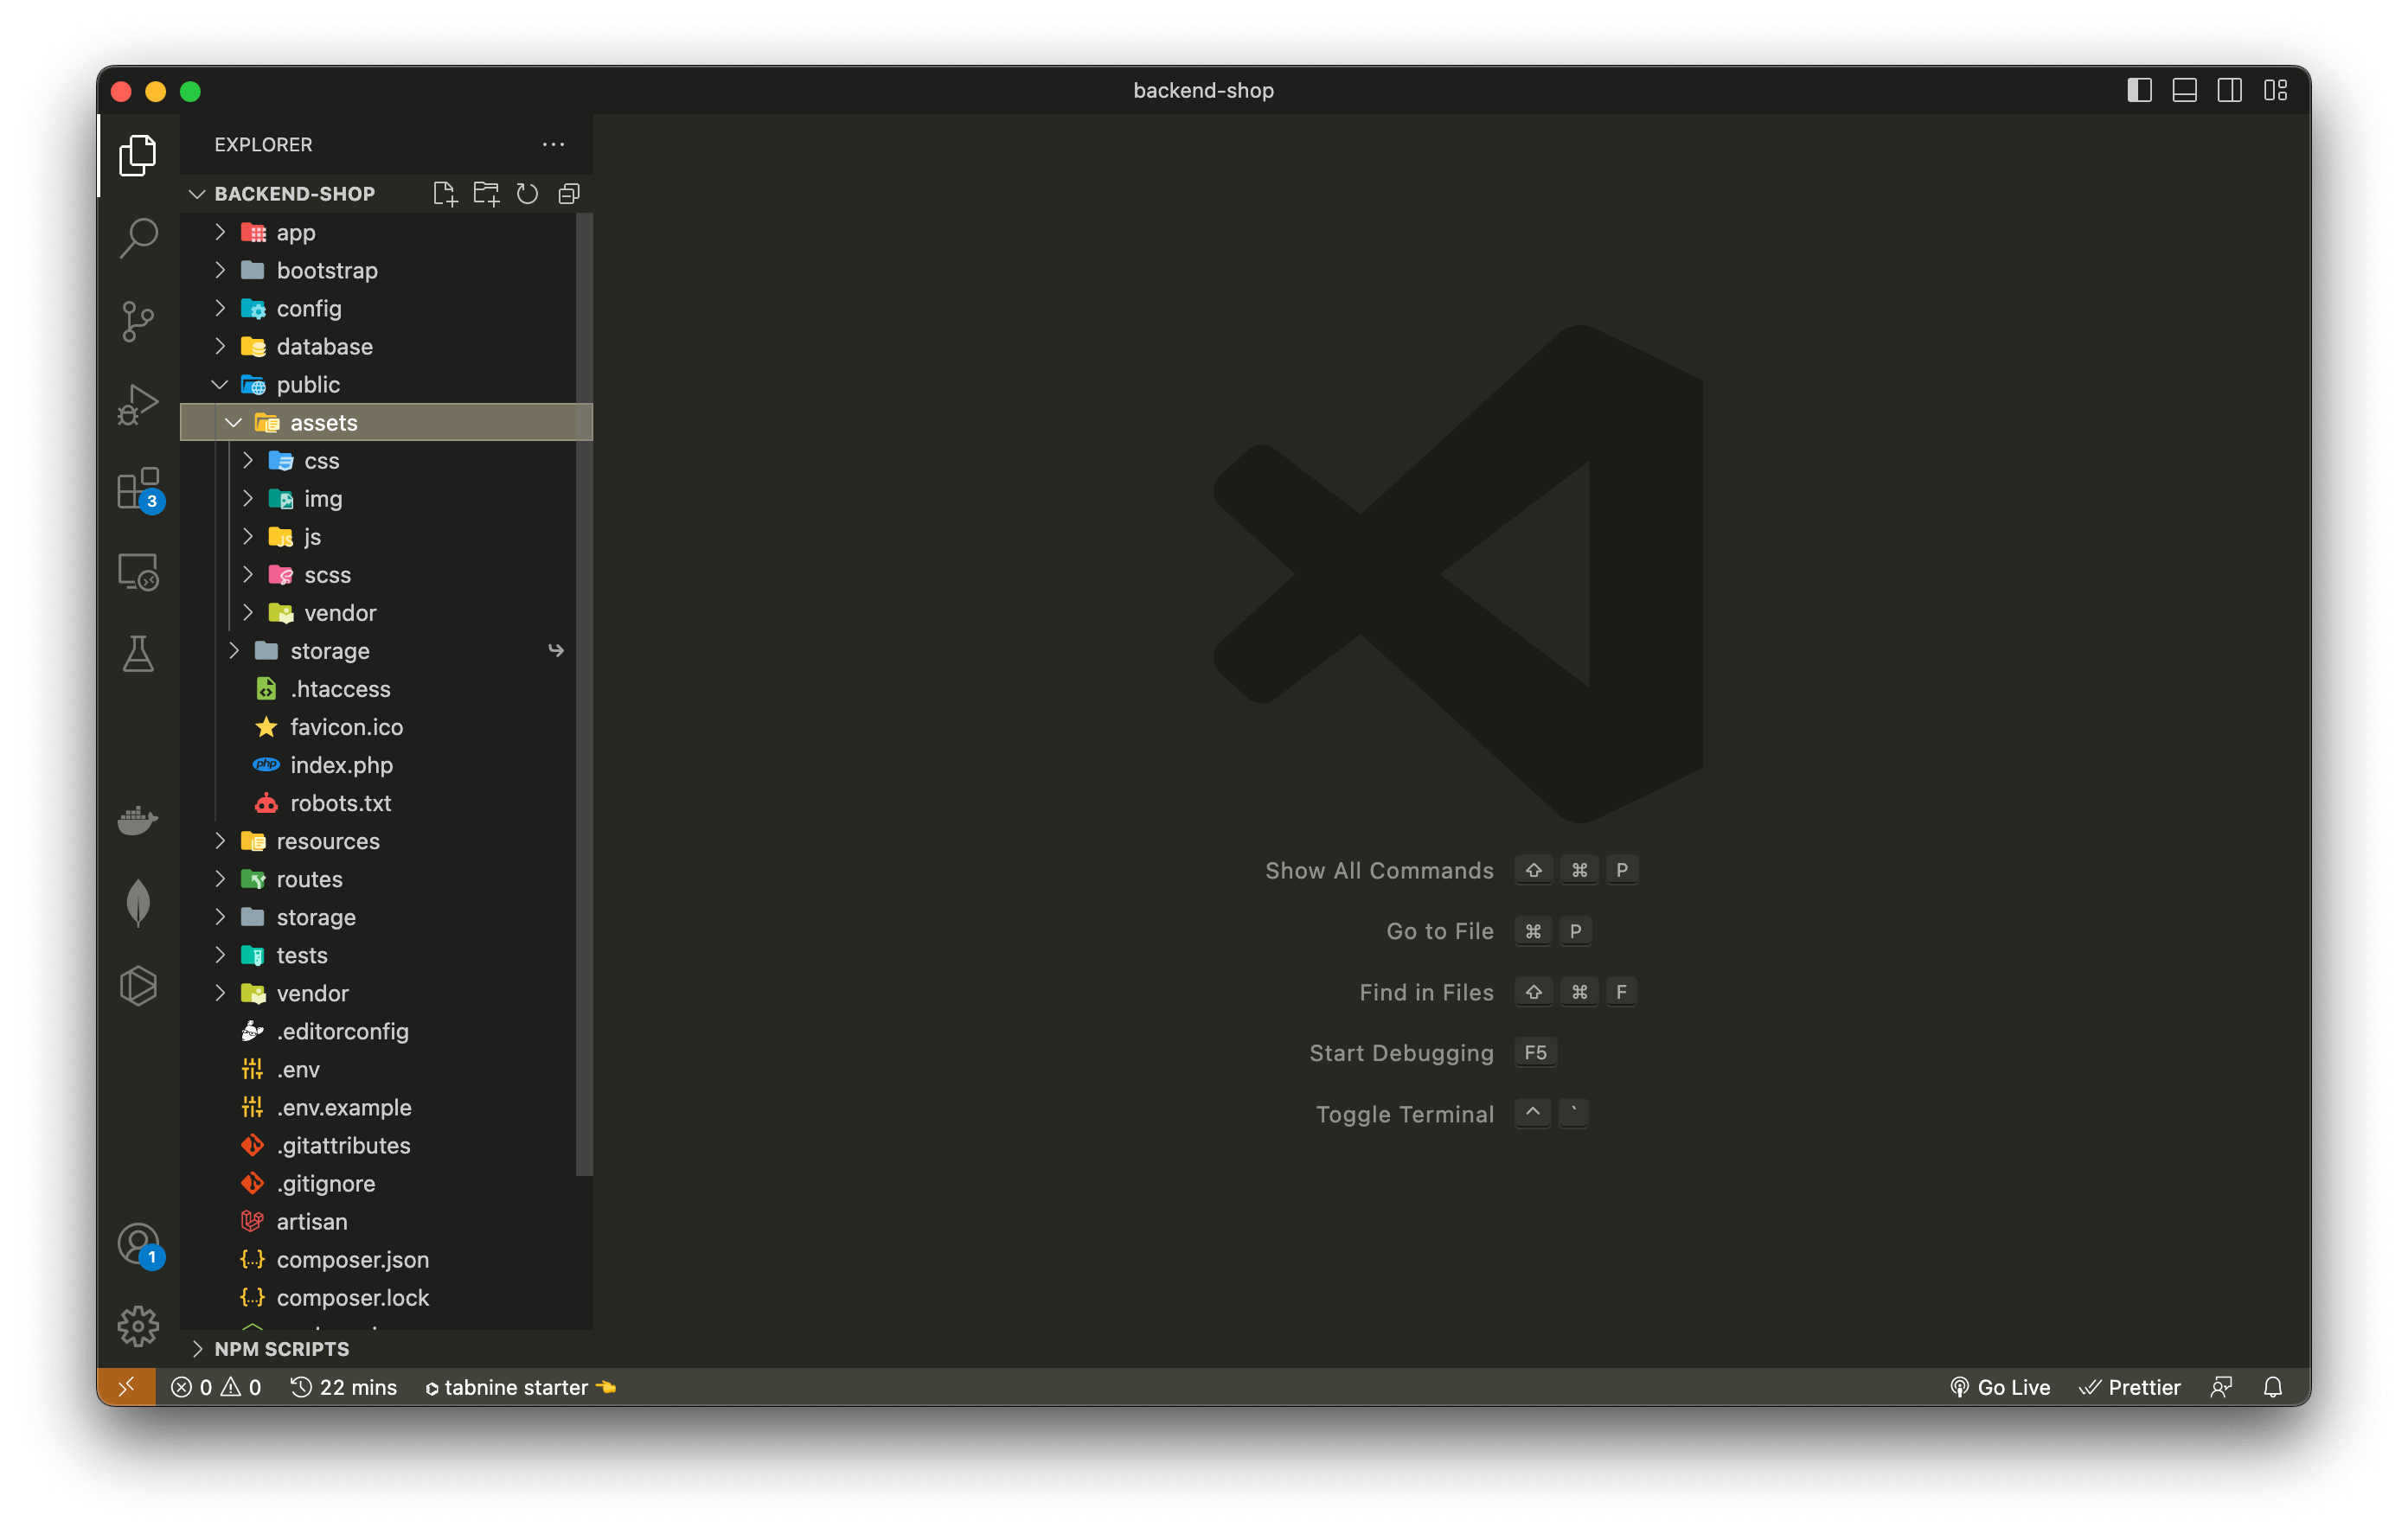 backend-shop
EXPLORER
BACKEND-SHOP
app
bootstrap
config
database
public
assets
css
img
js
scss
vendor
storage
.htaccess
favicon.ico
php index.php
robots.txt
resources
routes
storage
tests
vendor
.editorconfig
.env
.env.example
.gitattributes
.gitignore
artisan
{..} composer.json
{..} composer.lock
NPM SCRIPTS
3
1
Show All Commands ⇧ ⌘ P
Go to File ⌘ P
Find in Files ⇧ ⌘ F
Start Debugging F5
Toggle Terminal ^ `
0 0 22 mins tabnine starter 👈 Go Live Prettier